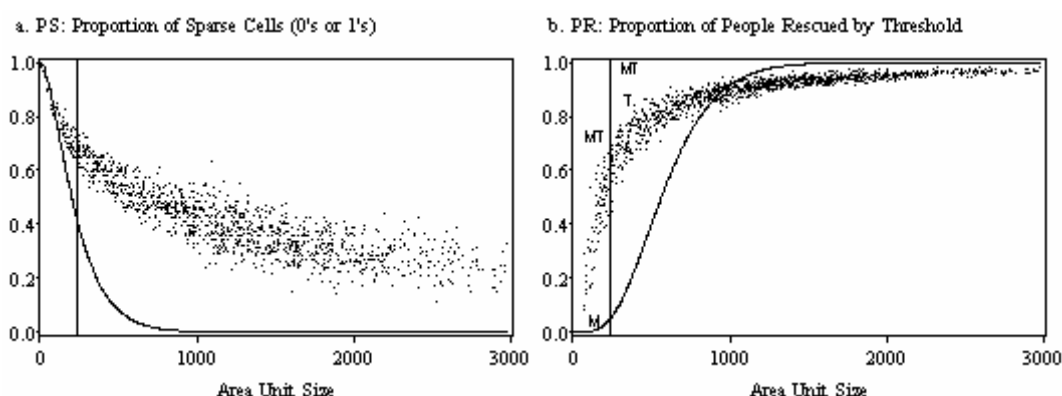 a. PS: Proportion of Sparse Cells (0's or 1's)
1.0
0.8
0.6
0.4
0.2
0.0
0 1000 2000 3000
Area Unit Size
b. PR: Proportion of People Rescued by Threshold
1.0
0.8
0.6
0.4
0.2
0.0
MT
T
MT
M
0 1000 2000 3000
Area Unit Size